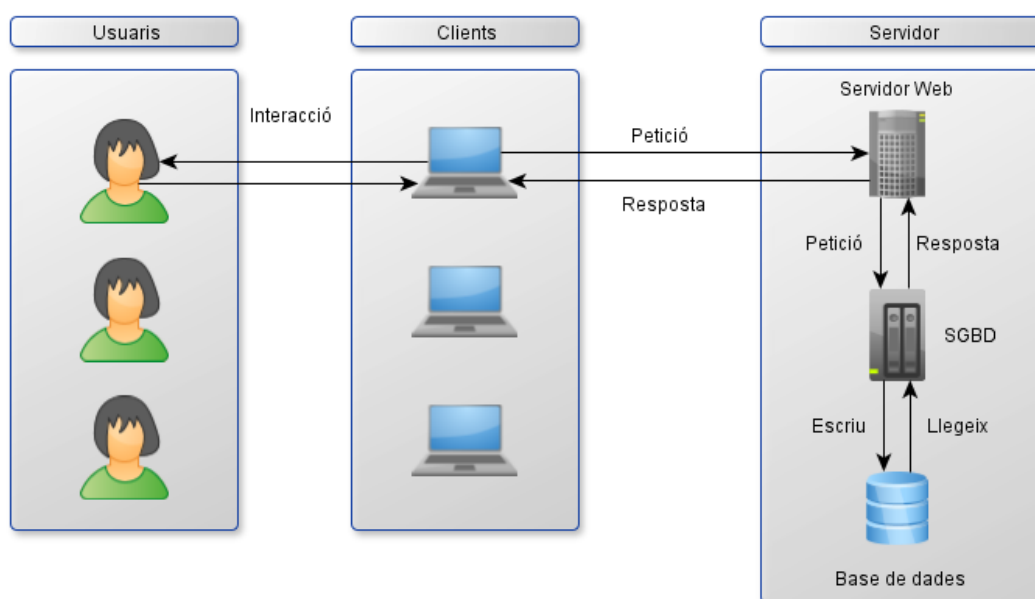 Usuaris
Clients
Servidor
Servidor Web
Interacció
Petició
Resposta
Petició
Resposta
SGBD
Escriu
Llegeix
Base de dades